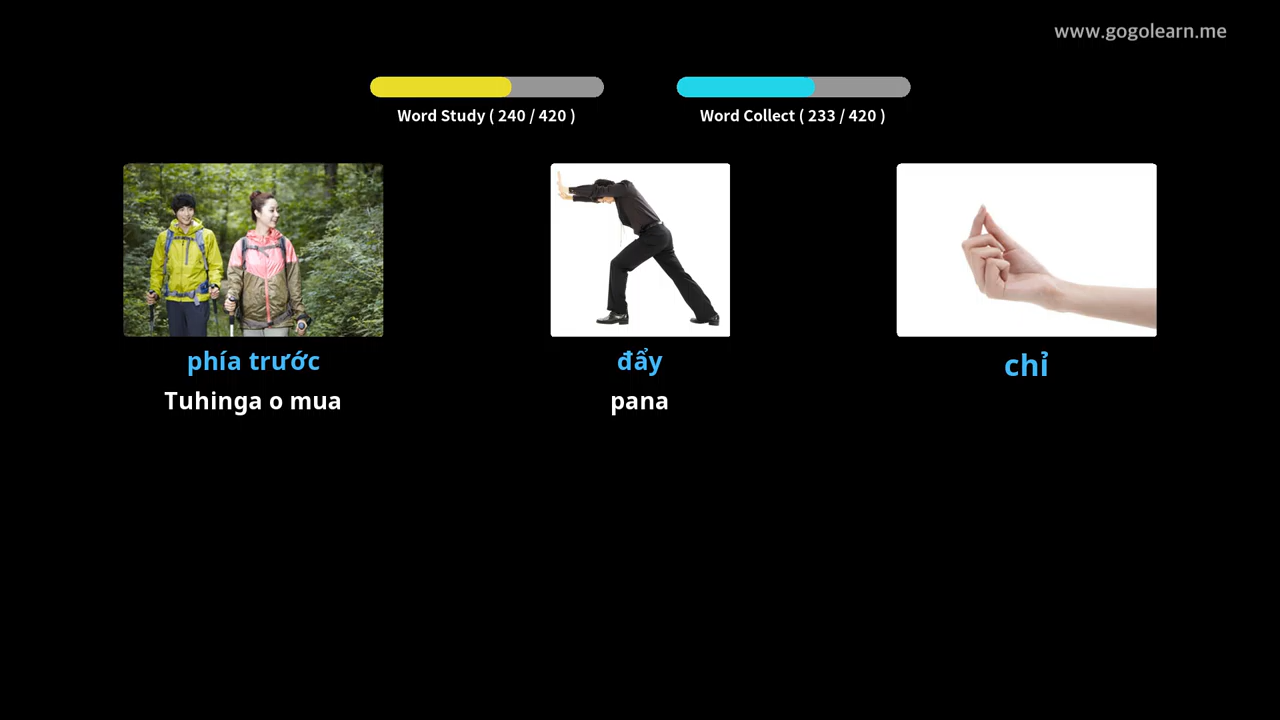 www.gogolearn.me
Word Study ( 240 / 420 )
Word Collect ( 233 / 420 )
phía trước
đẩy
chỉ
Tuhinga o mua
pana